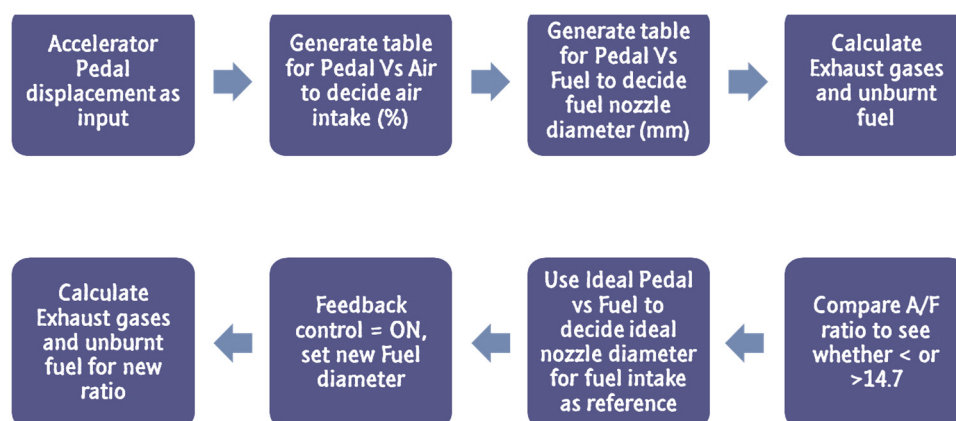 Accelerator
Pedal
displacement as
input
Generate table
for Pedal Vs Air
to decide air
intake (%)
Generate table
for Pedal Vs
Fuel to decide
fuel nozzle
diameter (mm)
Calculate
Exhaust gases
and unburnt
fuel
Calculate
Exhaust gases
and unburnt
fuel for new
ratio
Feedback
control = ON,
set new Fuel
diameter
Use Ideal Pedal
vs Fuel to
decide ideal
nozzle diameter
for fuel intake
as reference
Compare A/F
ratio to see
whether < or
>14.7